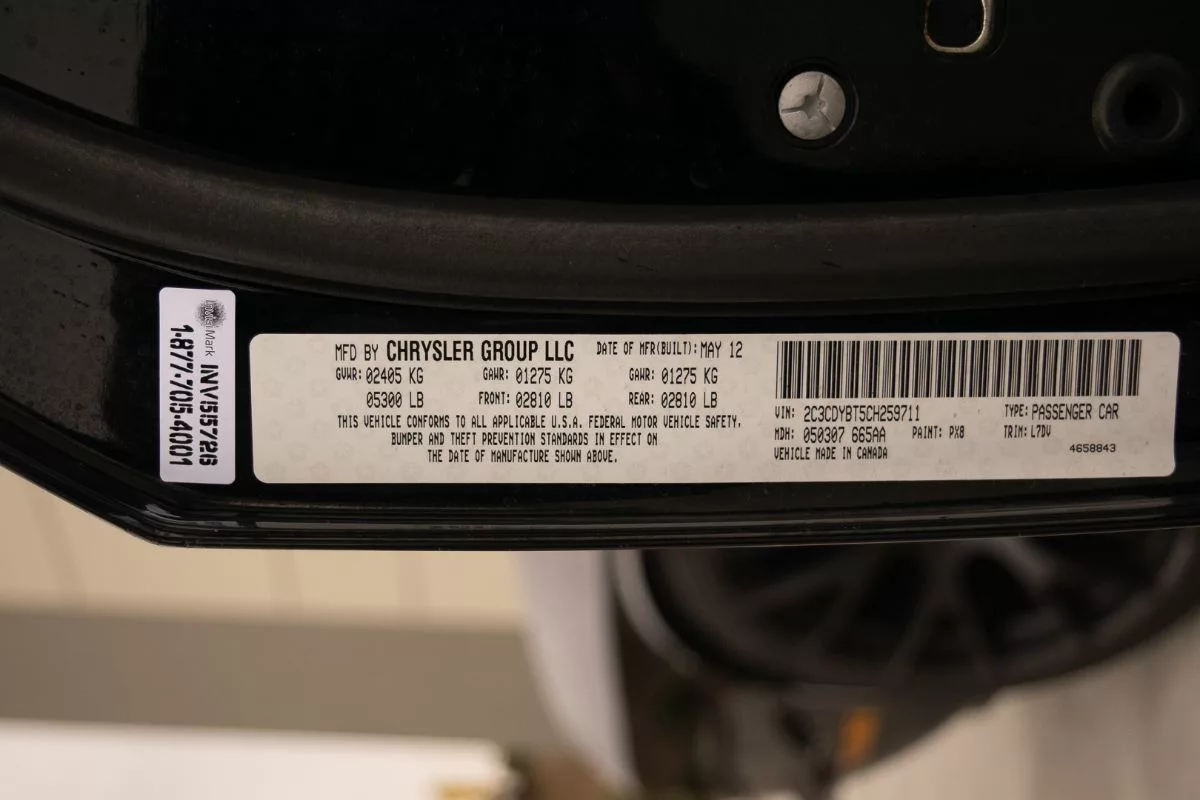 MFD BY CHRYSLER GROUP LLC DATE OF MFR(BUILT): MAY 12
GVWR: 02405 KG GAWR: 01275 KG GAWR: 01275 KG
05300 LB FRONT: 02810 LB REAR: 02810 LB
THIS VEHICLE CONFORMS TO ALL APPLICABLE U.S.A. FEDERAL MOTOR VEHICLE SAFETY,
BUMPER AND THEFT PREVENTION STANDARDS IN EFFECT ON
THE DATE OF MANUFACTURE SHOWN ABOVE.
VIN: 2C3CDYBT5CH259711 TYPE: PASSENGER CAR
MDH: 050307 665AA PAINT: PX8 TRIM: L7DV
VEHICLE MADE IN CANADA
4658843
Mark INV55726
1-877-705-4001